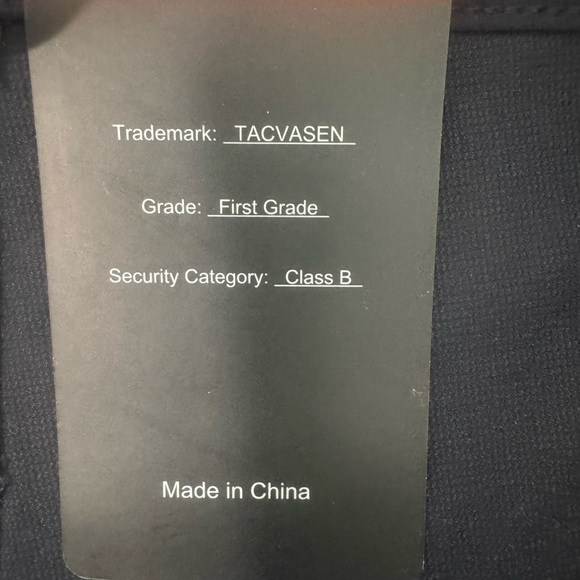 Trademark: TACVASEN
Grade: First Grade
Security Category: Class B
Made in China